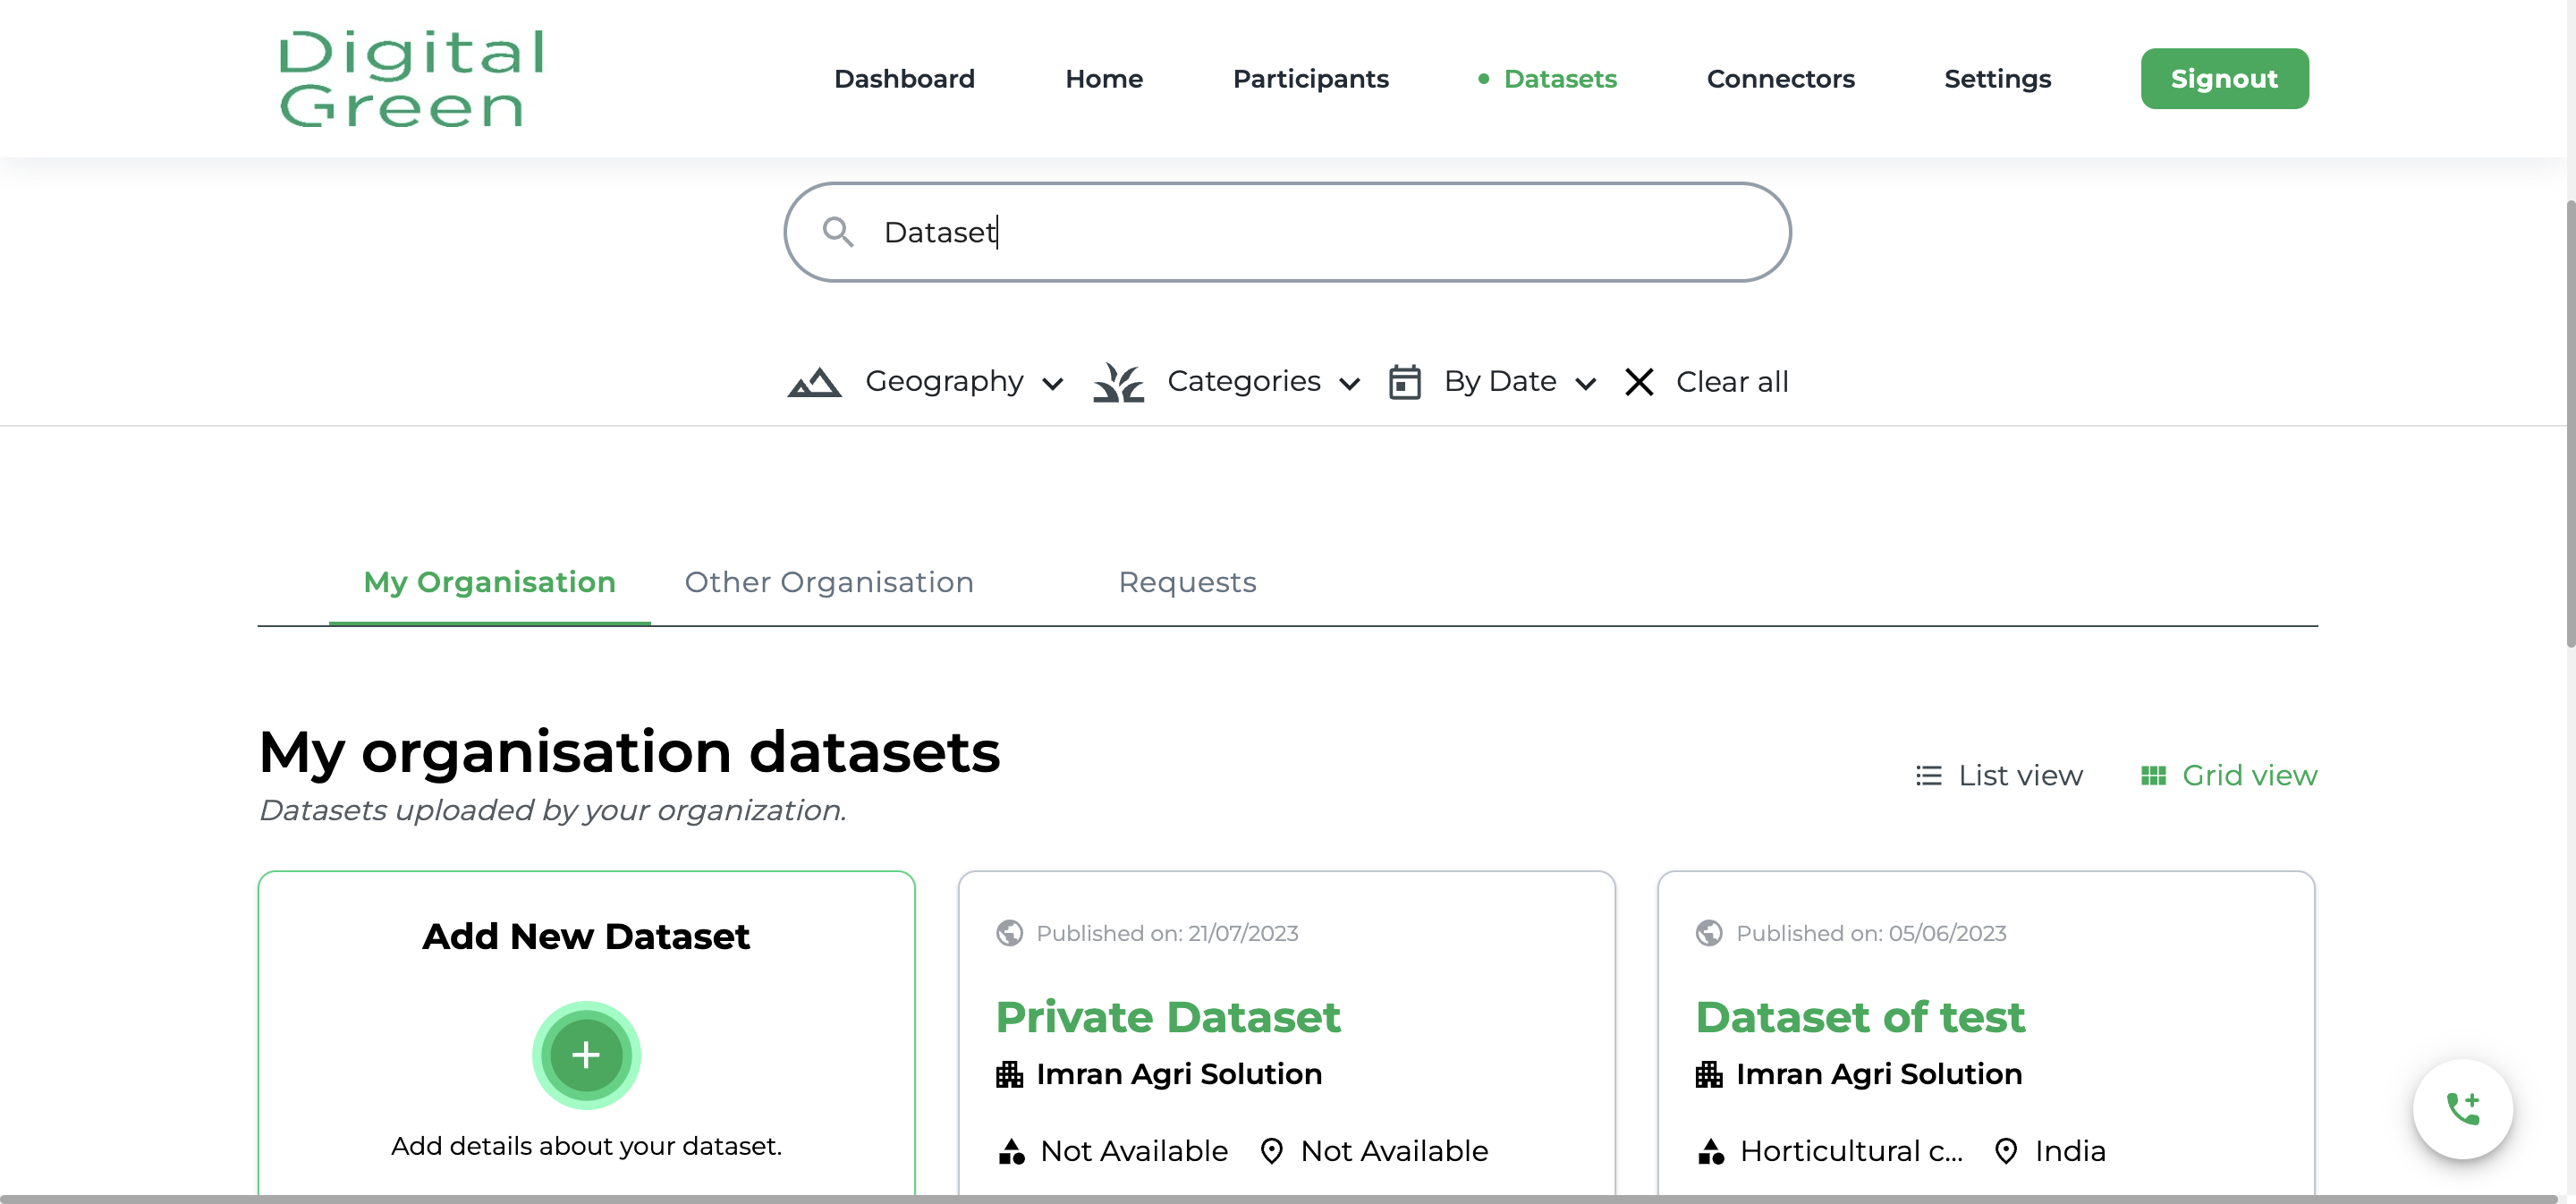 Digital
Green
Dashboard Home Participants Datasets Connectors Settings Signout
Dataset
Geography Categories By Date Clear all
My Organisation Other Organisation Requests
My organisation datasets
Datasets uploaded by your organization.
List view Grid view
Add New Dataset
Add details about your dataset.
Published on: 21/07/2023
Private Dataset
Imran Agri Solution
Not Available Not Available
Published on: 05/06/2023
Dataset of test
Imran Agri Solution
Horticultural c... India